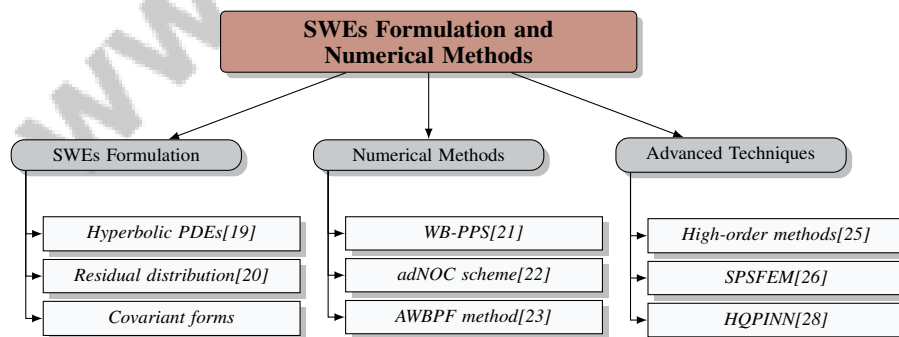 SWEs Formulation and
Numerical Methods
SWEs Formulation
Numerical Methods
Advanced Techniques
Hyperbolic PDEs[19]
Residual distribution[20]
Covariant forms
WB-PPS[21]
adNOC scheme[22]
AWBPF method[23]
High-order methods[25]
SPSFEM[26]
HQPINN[28]